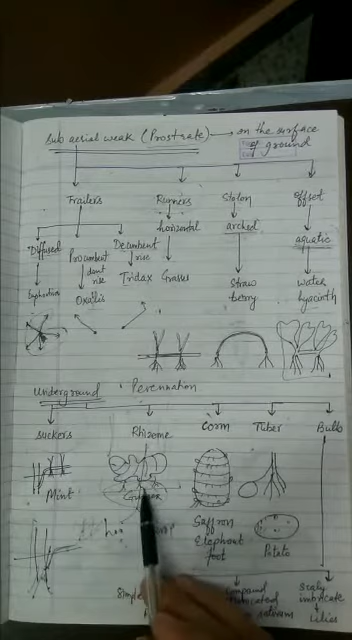 Sub aerial weak (Prostrate) → on the surface
of ground
Trailers Runners Stolon Offset
horizontal arched aquatic
Diffused Procumbent Decumbent
dont rise rise
Euphorbia Oxallis Tridax Grasses Straw berry Water hyacinth
Underground Perennation
Suckers Rhizome Corm Tuber Bulb
Mint Ginger
Saffron Potato
Elephant
foot
Simple Scaly
imbricate
Lilies